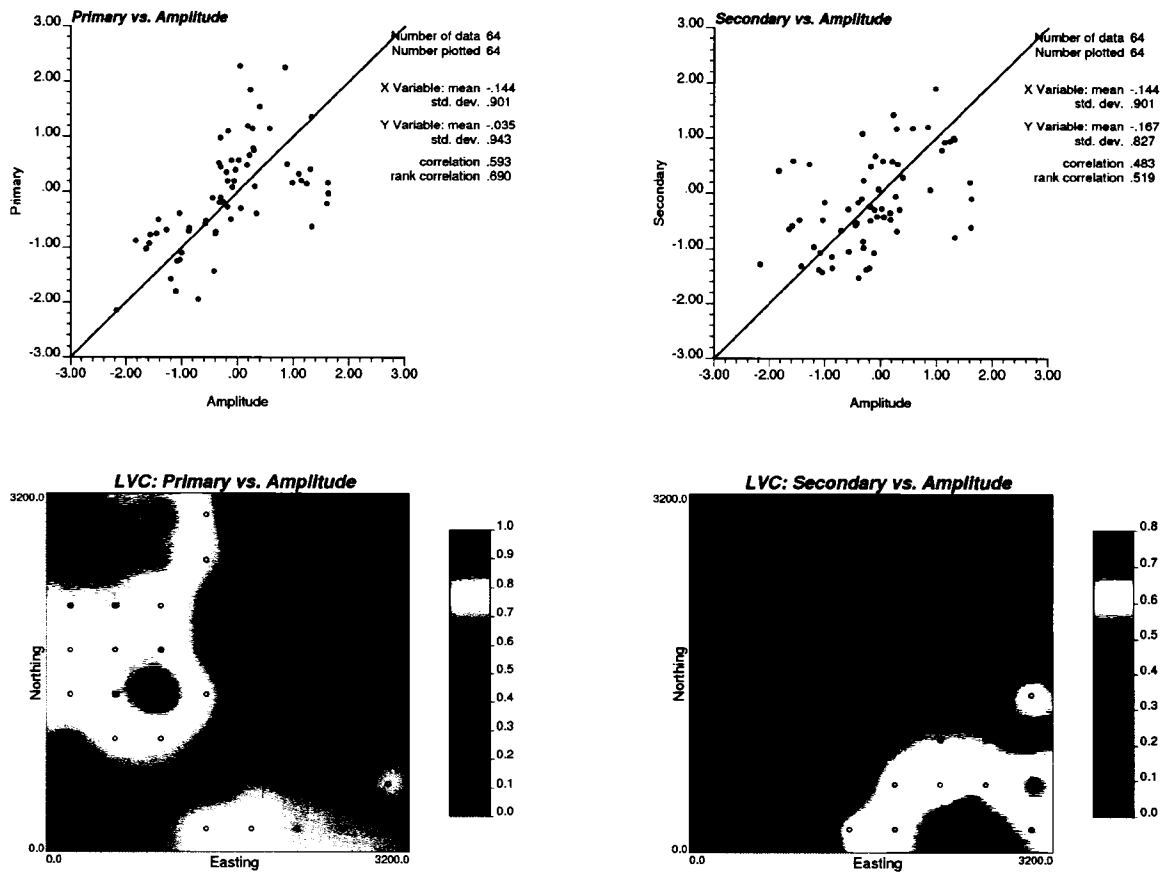 Primary vs. Amplitude
Number of data 64
Number plotted 64
X Variable: mean -.144
std. dev. .901
Y Variable: mean -.035
std. dev. .943
correlation .593
rank correlation .690
3.00
2.00
1.00
.00
-1.00
-2.00
-3.00
Primary
-3.00 -2.00 -1.00 .00 1.00 2.00 3.00
Amplitude
Secondary vs. Amplitude
Number of data 64
Number plotted 64
X Variable: mean -.144
std. dev. .901
Y Variable: mean -.167
std. dev. .827
correlation .483
rank correlation .519
3.00
2.00
1.00
.00
-1.00
-2.00
-3.00
Secondary
-3.00 -2.00 -1.00 .00 1.00 2.00 3.00
Amplitude
LVC: Primary vs. Amplitude
3200.0
Northing
0.0
0.0 3200.0
Easting
1.0
0.9
0.8
0.7
0.6
0.5
0.4
0.3
0.2
0.1
0.0
LVC: Secondary vs. Amplitude
3200.0
Northing
0.0
0.0 3200.0
Easting
0.8
0.7
0.6
0.5
0.4
0.3
0.2
0.1
0.0